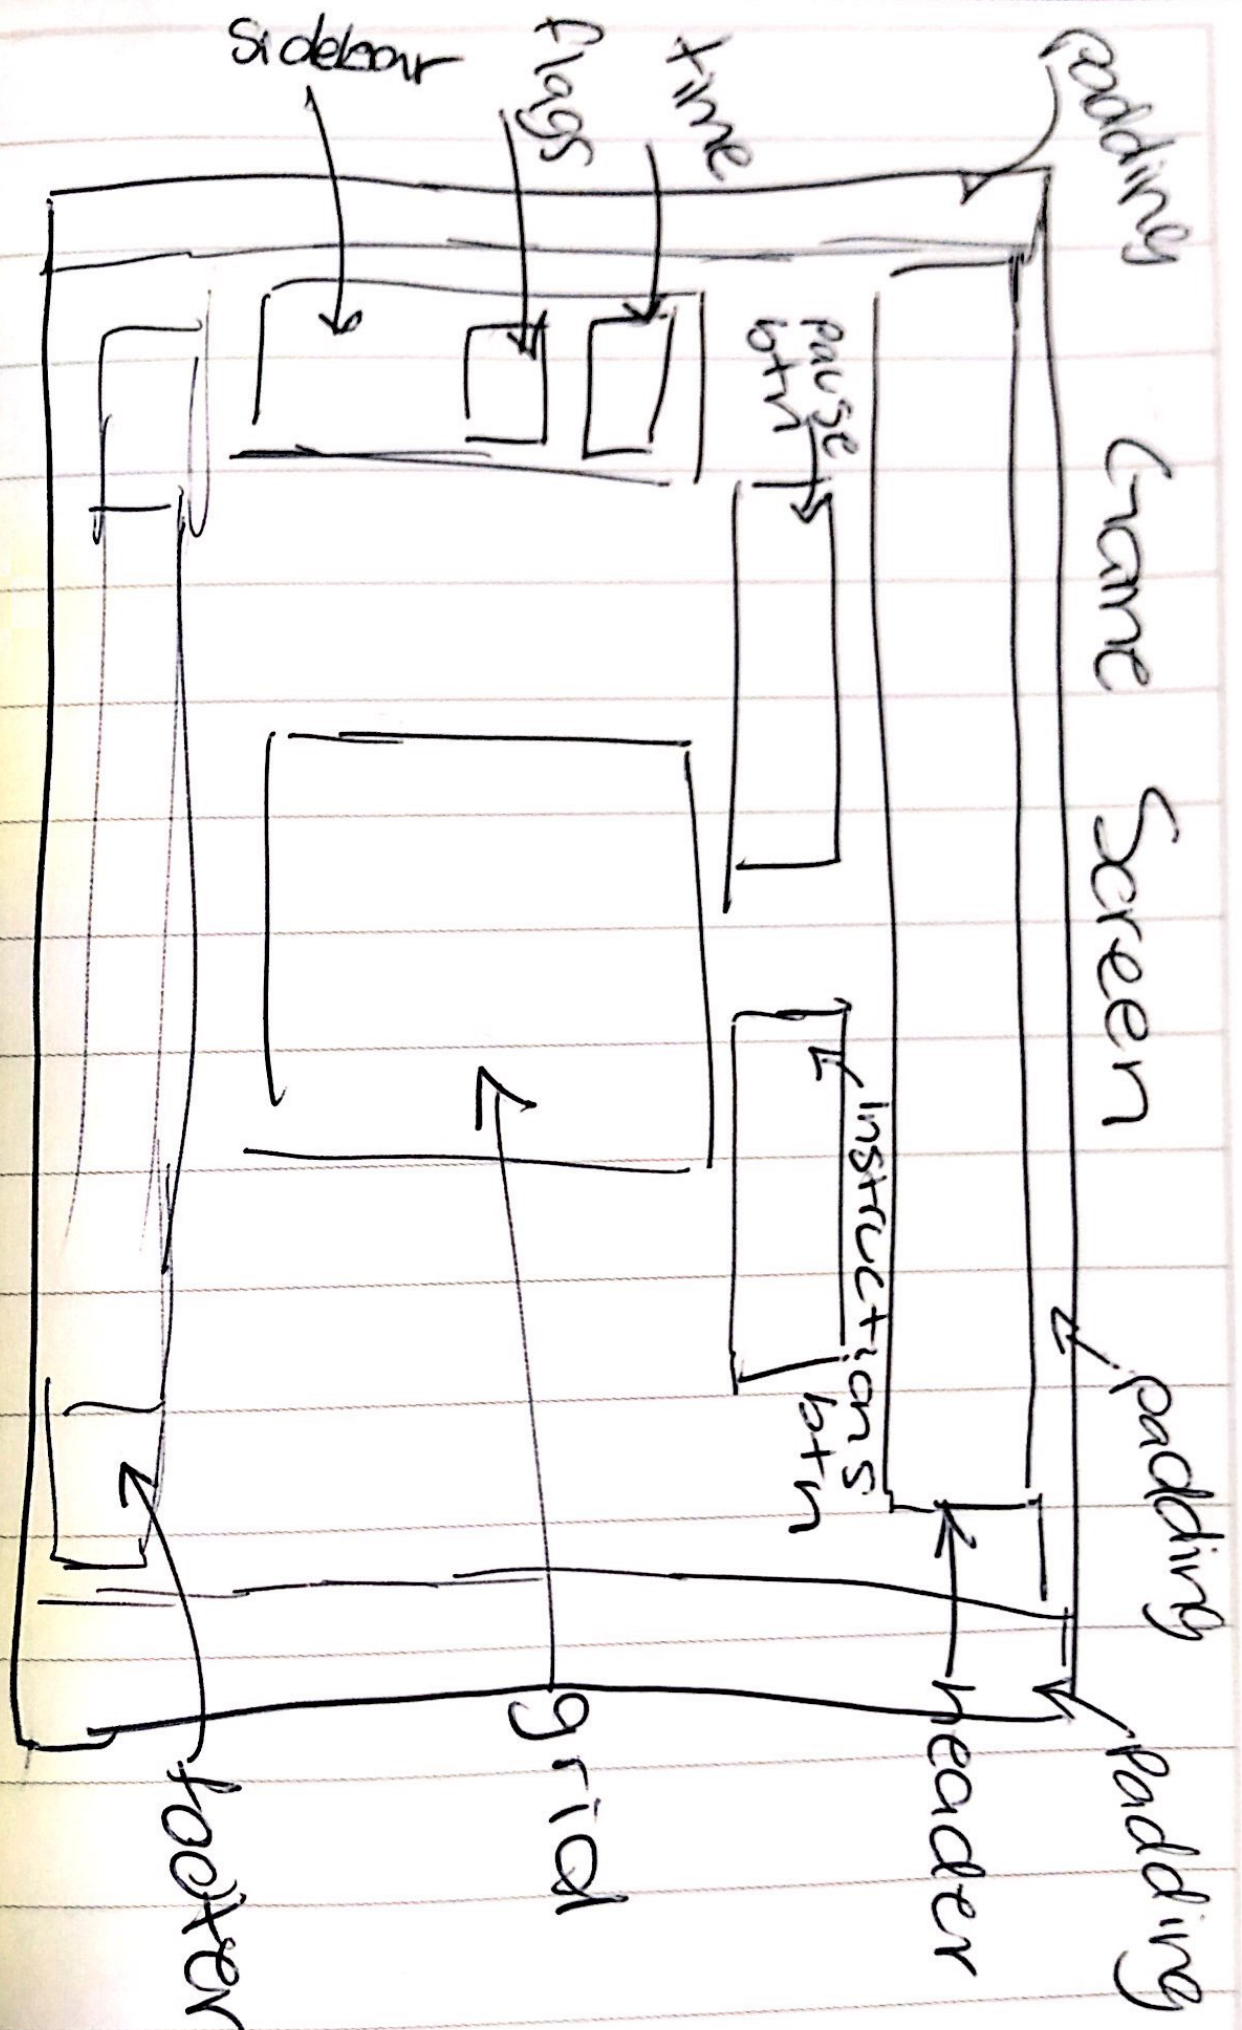 Game Screen
padding
padding
padding
header
Instructions
btn
pause
btn
time
flags
sidebar
grid
footer